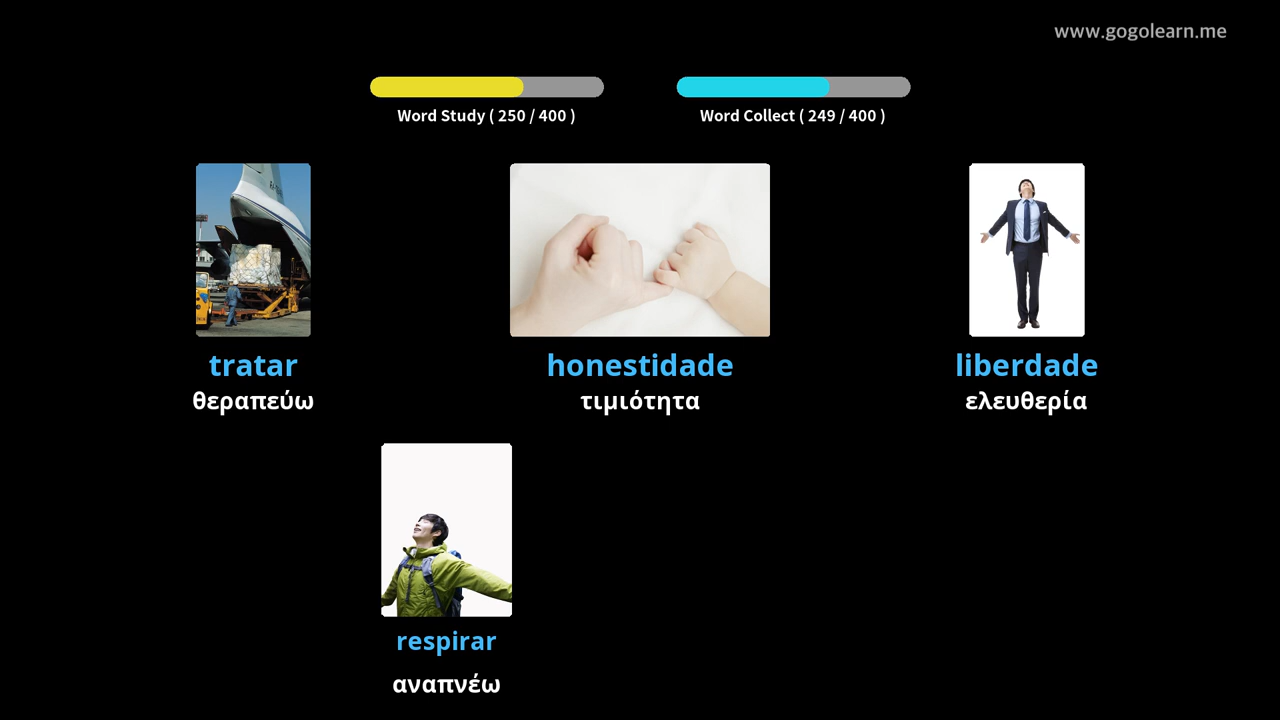 www.gogolearn.me
Word Study ( 250 / 400 )
Word Collect ( 249 / 400 )
tratar
θεραπεύω
honestidade
τιμιότητα
liberdade
ελευθερία
respirar
αναπνέω